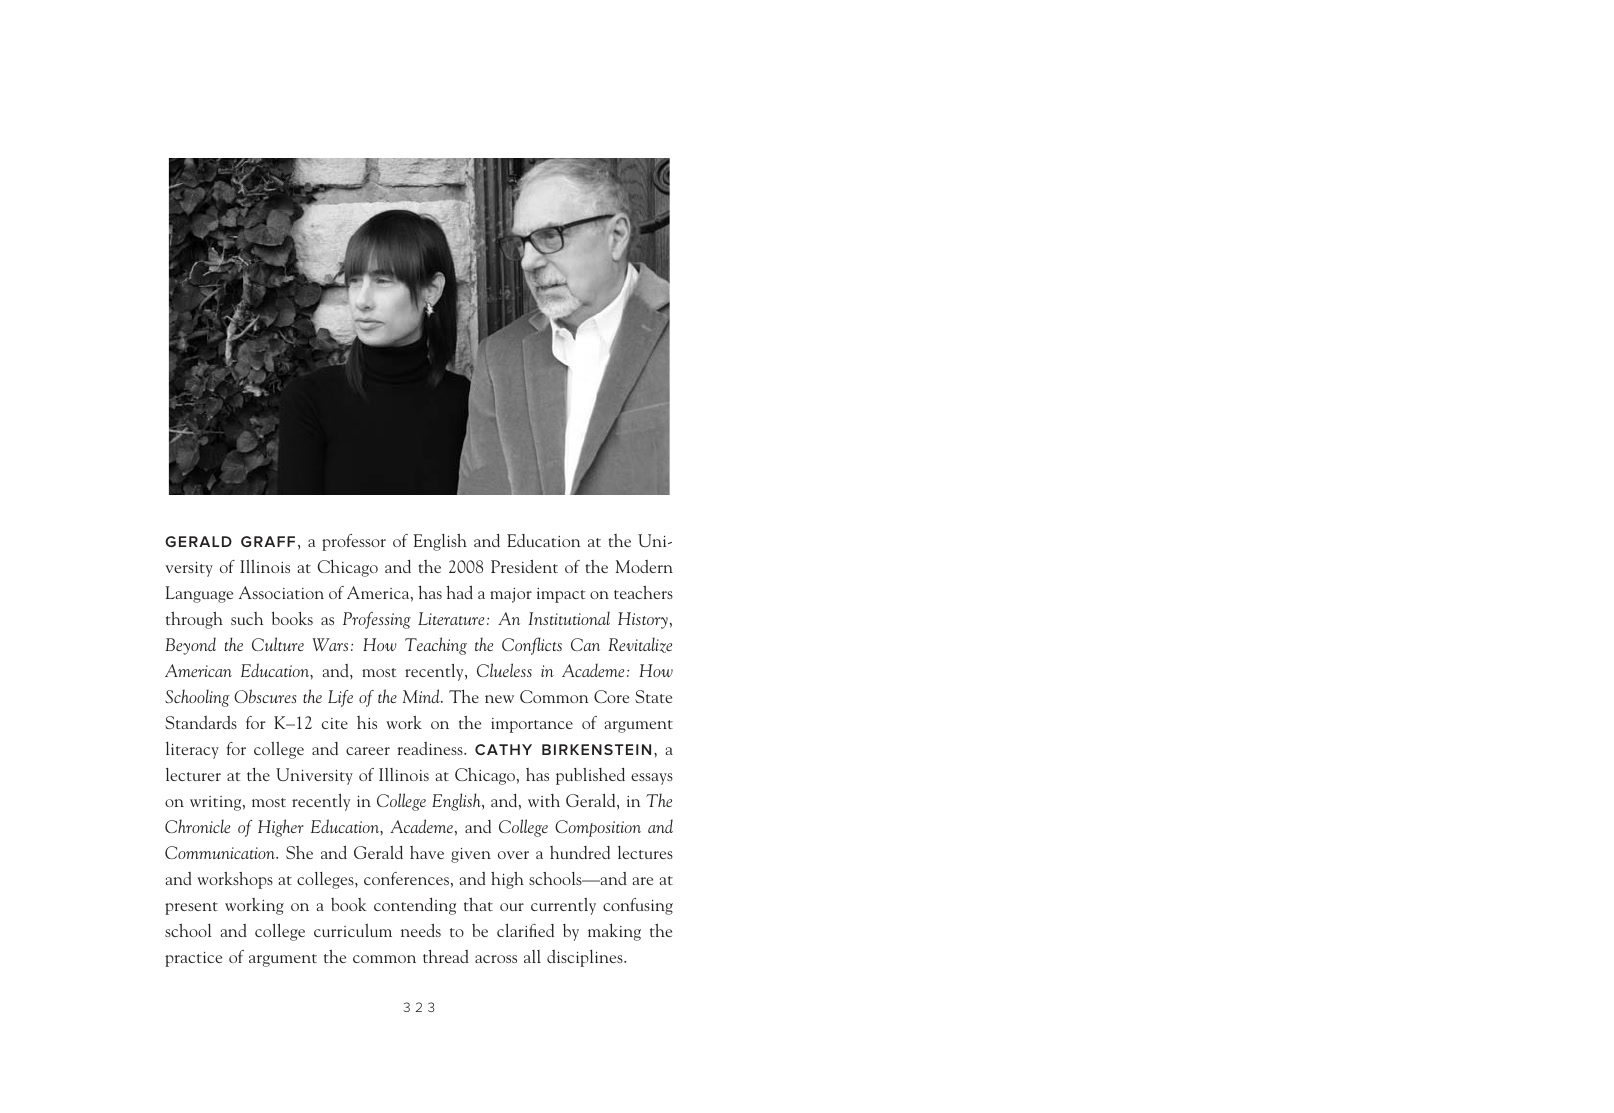 GERALD GRAFF, a professor of English and Education at the Uni-
versity of Illinois at Chicago and the 2008 President of the Modern
Language Association of America, has had a major impact on teachers
through such books as Professing Literature: An Institutional History,
Beyond the Culture Wars: How Teaching the Conflicts Can Revitalize
American Education, and, most recently, Clueless in Academe: How
Schooling Obscures the Life of the Mind. The new Common Core State
Standards for K–12 cite his work on the importance of argument
literacy for college and career readiness. CATHY BIRKENSTEIN, a
lecturer at the University of Illinois at Chicago, has published essays
on writing, most recently in College English, and, with Gerald, in The
Chronicle of Higher Education, Academe, and College Composition and
Communication. She and Gerald have given over a hundred lectures
and workshops at colleges, conferences, and high schools—and are at
present working on a book contending that our currently confusing
school and college curriculum needs to be clarified by making the
practice of argument the common thread across all disciplines.
323